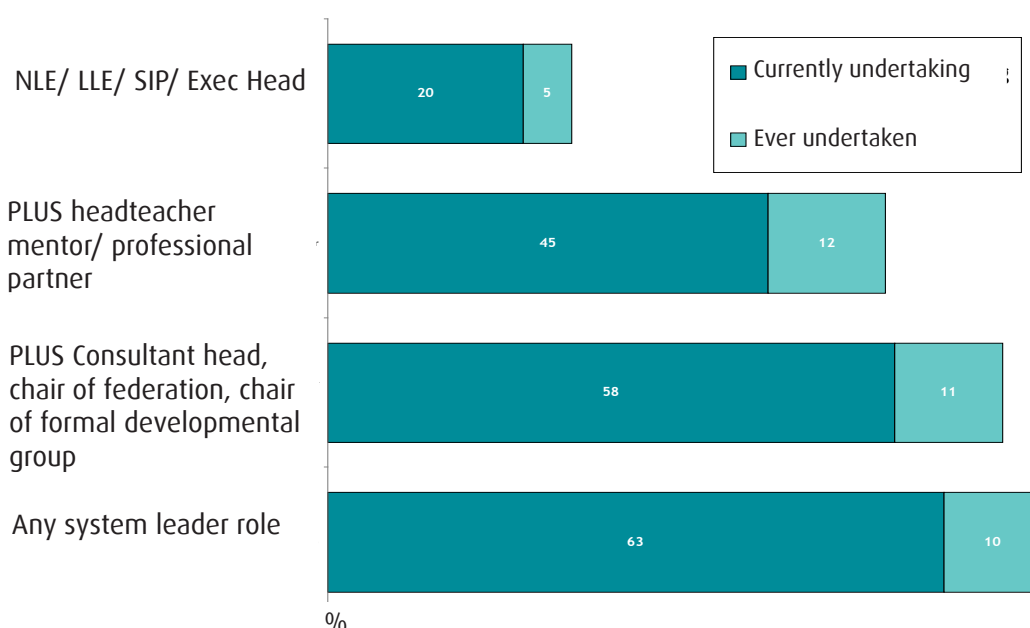 NLE/ LLE/ SIP/ Exec Head
20
5
Currently undertaking
Ever undertaken
PLUS headteacher
mentor/ professional
partner
45
12
PLUS Consultant head,
chair of federation, chair
of formal developmental
group
58
11
Any system leader role
63
10
%